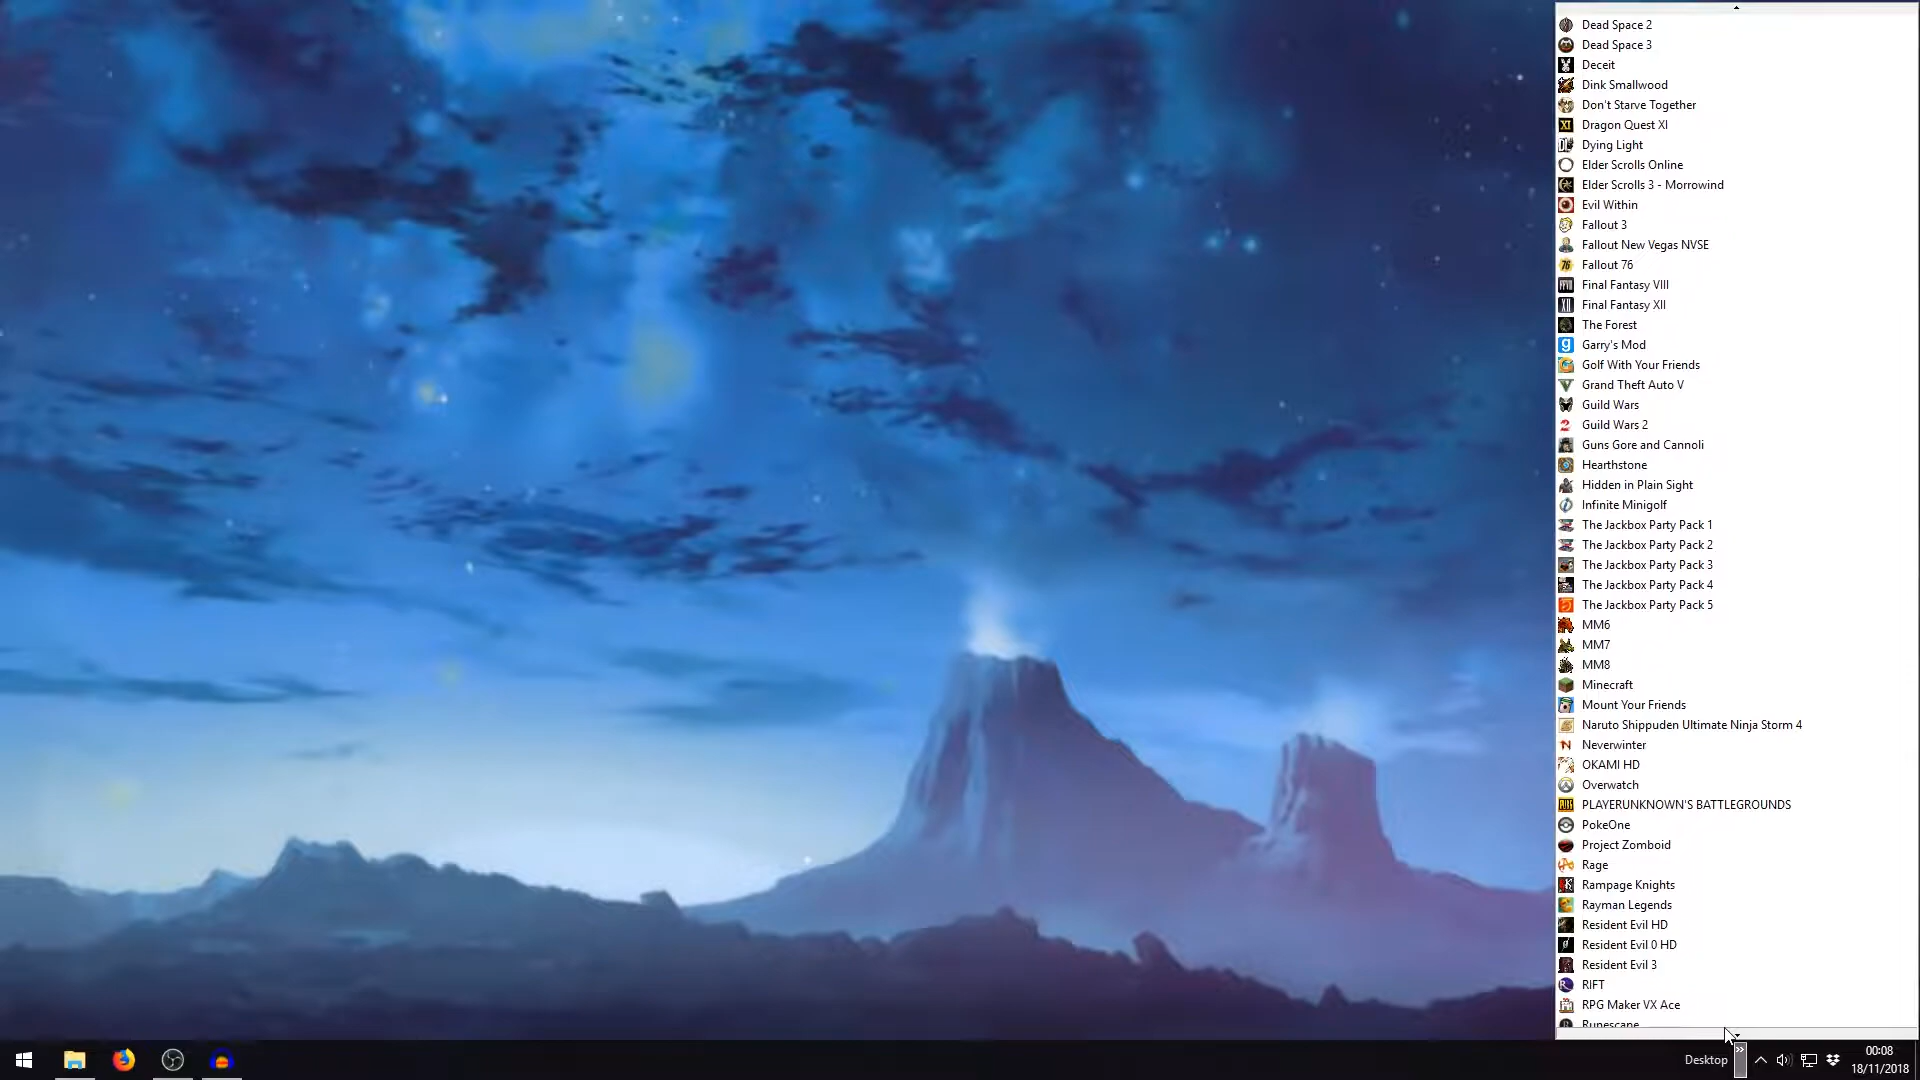 Dead Space 2
Dead Space 3
Deceit
Dink Smallwood
Don't Starve Together
Dragon Quest XI
Dying Light
Elder Scrolls Online
Elder Scrolls 3 - Morrowind
Evil Within
Fallout 3
Fallout New Vegas NVSE
Fallout 76
Final Fantasy VIII
Final Fantasy XII
The Forest
Garry's Mod
Golf With Your Friends
Grand Theft Auto V
Guild Wars
Guild Wars 2
Guns Gore and Cannoli
Hearthstone
Hidden in Plain Sight
Infinite Minigolf
The Jackbox Party Pack 1
The Jackbox Party Pack 2
The Jackbox Party Pack 3
The Jackbox Party Pack 4
The Jackbox Party Pack 5
MM6
MM7
MM8
Minecraft
Mount Your Friends
Naruto Shippuden Ultimate Ninja Storm 4
Neverwinter
OKAMI HD
Overwatch
PLAYERUNKNOWN'S BATTLEGROUNDS
PokeOne
Project Zomboid
Rage
Rampage Knights
Rayman Legends
Resident Evil HD
Resident Evil 0 HD
Resident Evil 3
RIFT
RPG Maker VX Ace
Runescape
Desktop
00:08
18/11/2018